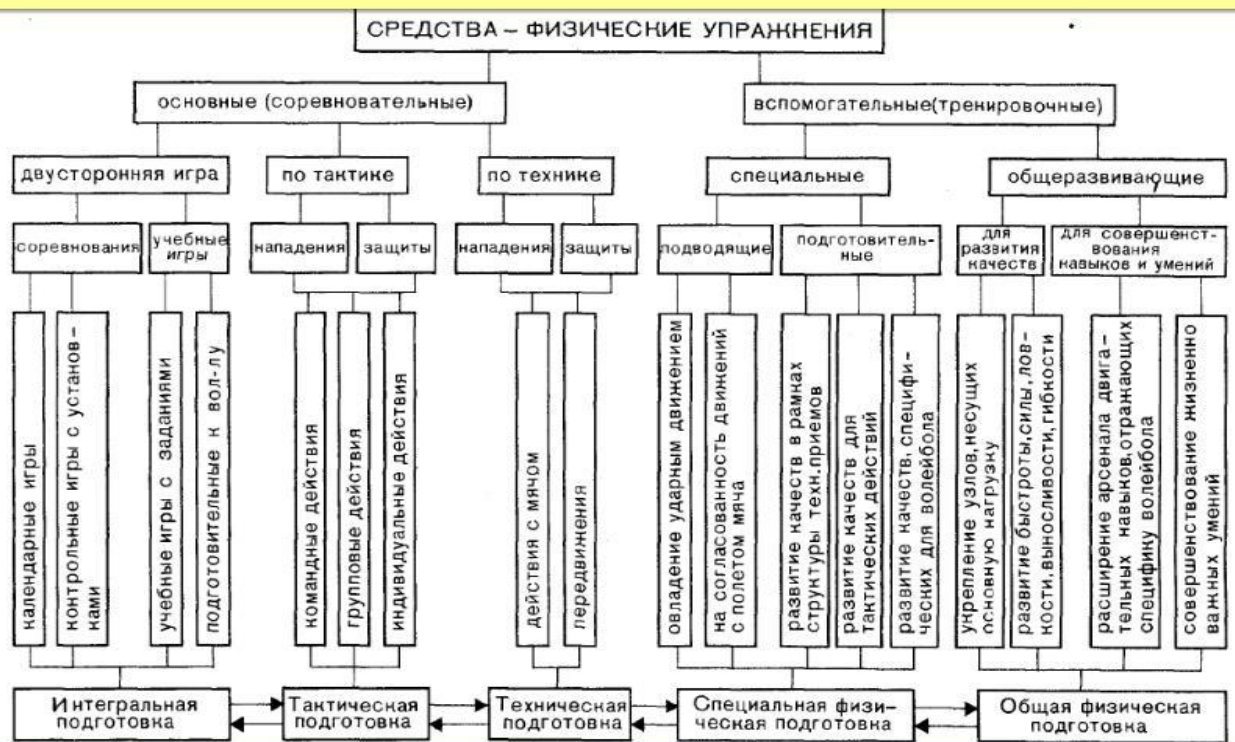 СРЕДСТВА – ФИЗИЧЕСКИЕ УПРАЖНЕНИЯ
основные (соревновательные)
вспомогательные(тренировочные)
двусторонняя игра
по тактике
по технике
специальные
общеразвивающие
соревнования
учебные
игры
нападения
защиты
нападения
защиты
подводящие
подготовитель-
ные
для
развития
качеств
для совершенст-
вования
навыков и умений
календарные игры
контрольные игры с установ-
ками
учебные игры с заданиями
подготовительные к вол-лу
командные действия
групповые действия
индивидуальные действия
действия с мячом
передвижения
овладение ударным движением
на согласованность движений
с полетом мяча
развитие качеств в рамках
структуры техн.приемов
развитие качеств для
тактических действий
развитие качеств, специфи-
ческих для волейбола
укрепление узлов,несущих
основную нагрузку
развитие быстроты,силы,лов-
кости,выносливости,гибкости
расширение арсенала двига-
тельных навыков,отражающих
специфику волейбола
совершенствование жизненно
важных умений
Интегральная
подготовка
Тактическая
подготовка
Техническая
подготовка
Специальная физи-
ческая подготовка
Общая физическая
подготовка